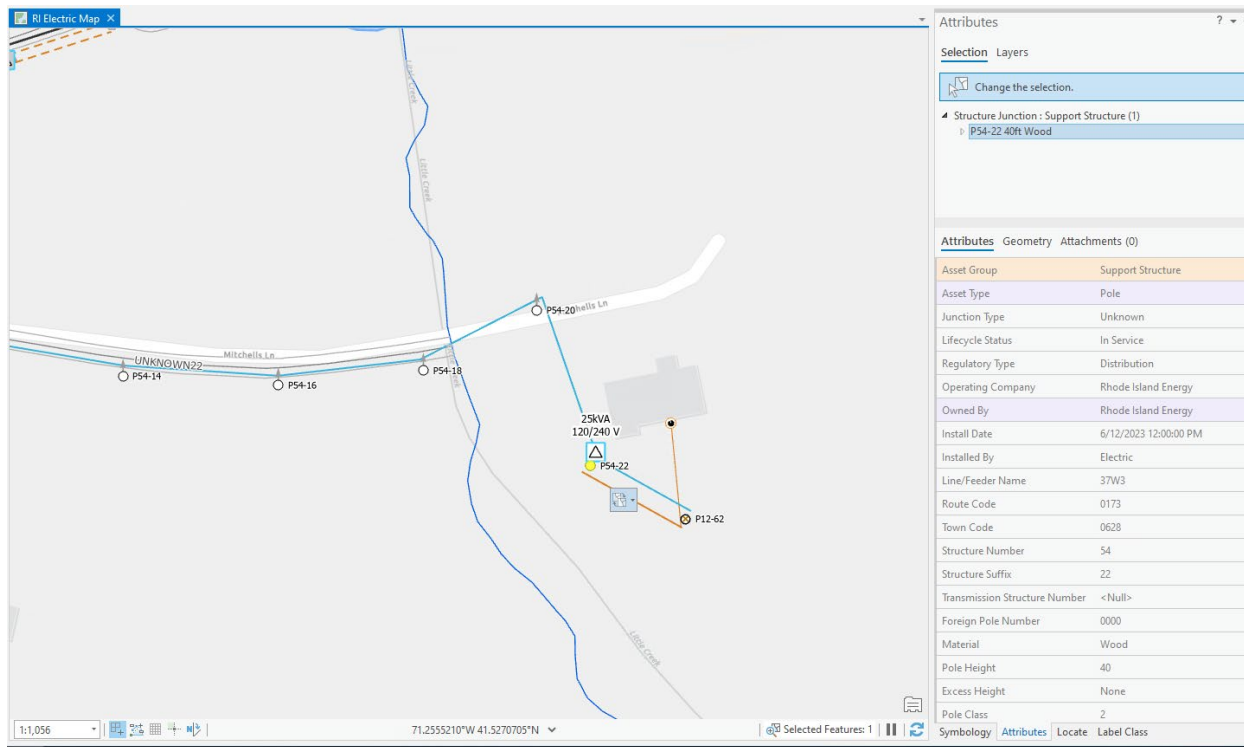 RI Electric Map
Little Creek
Little Creek
P54-20
hells Ln
Mitchells Ln
UNKNOWN22
P54-14
P54-16
P54-18
Little Creek
25kVA
120/240 V
P54-22
P12-62
Little Creek
1:1,056
71.2555210°W 41.5270705°N
Selected Features: 1
Attributes
?
Selection Layers
Change the selection.
Structure Junction : Support Structure (1)
P54-22 40ft Wood
Attributes Geometry Attachments (0)
Asset Group Support Structure
Asset Type Pole
Junction Type Unknown
Lifecycle Status In Service
Regulatory Type Distribution
Operating Company Rhode Island Energy
Owned By Rhode Island Energy
Install Date 6/12/2023 12:00:00 PM
Installed By Electric
Line/Feeder Name 37W3
Route Code 0173
Town Code 0628
Structure Number 54
Structure Suffix 22
Transmission Structure Number <Null>
Foreign Pole Number 0000
Material Wood
Pole Height 40
Excess Height None
Pole Class 2
Symbology Attributes Locate Label Class